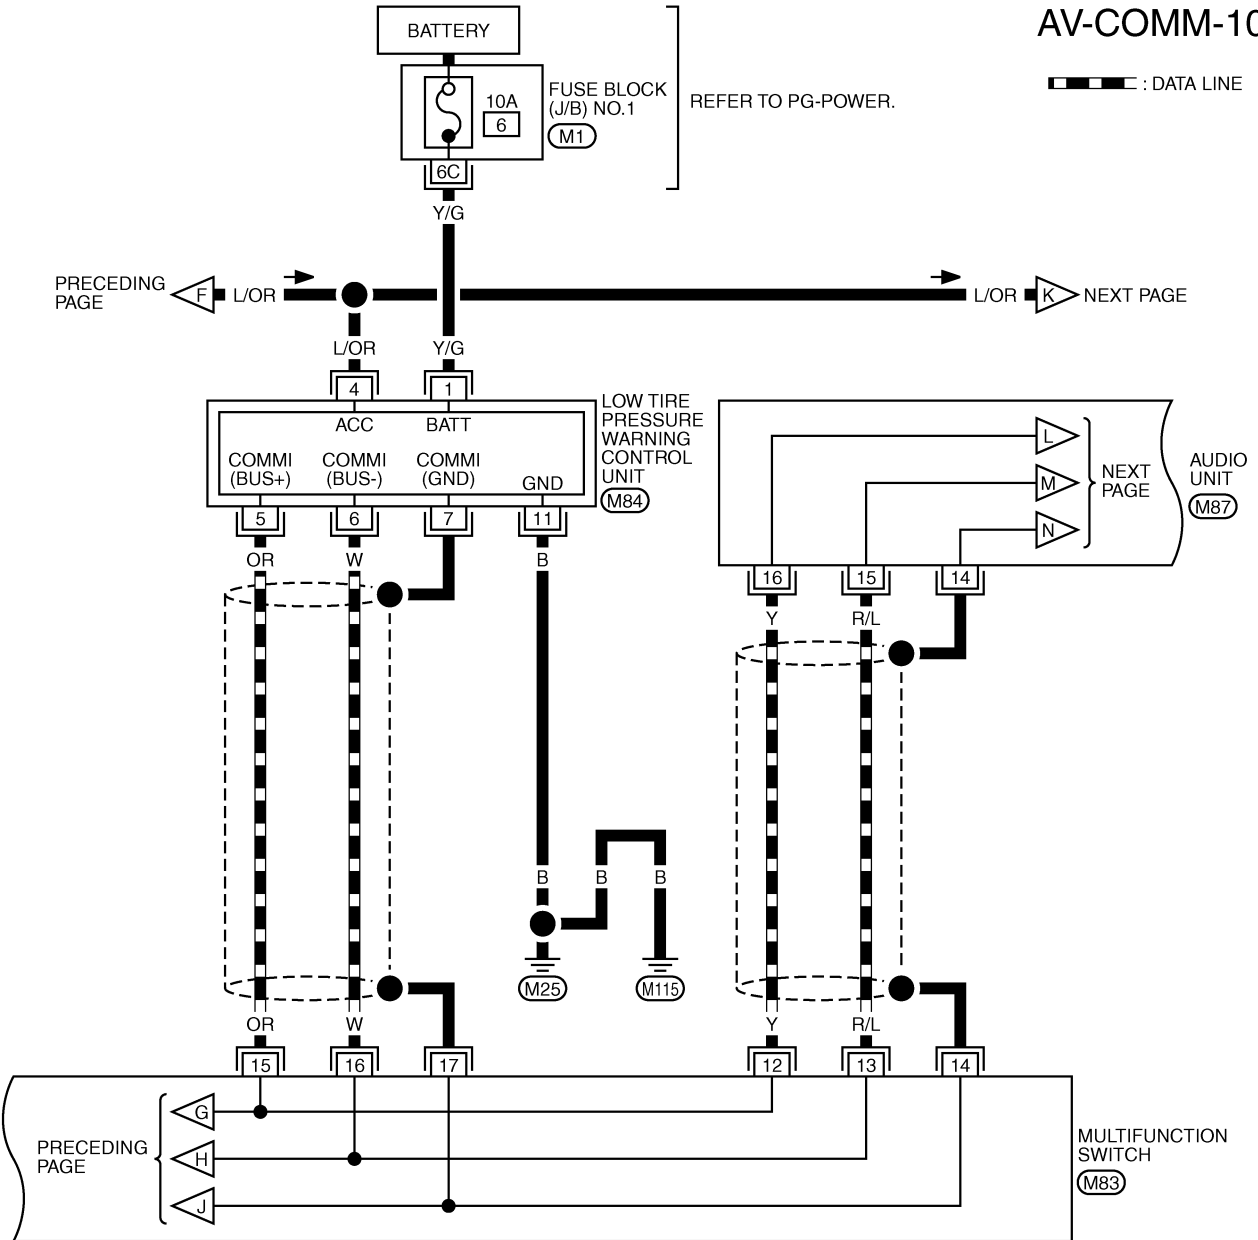 AV-COMM-10
: DATA LINE
BATTERY
10A
6
FUSE BLOCK
(J/B) NO.1
M1
REFER TO PG-POWER.
6C
Y/G
PRECEDING
PAGE
F
L/OR
L/OR
K
NEXT PAGE
L/OR
Y/G
4
1
ACC
BATT
COMMI
(BUS+)
COMMI
(BUS-)
COMMI
(GND)
GND
LOW TIRE
PRESSURE
WARNING
CONTROL
UNIT
M84
5
6
7
11
OR
W
B
L
M
N
NEXT
PAGE
AUDIO
UNIT
M87
16
15
14
Y
R/L
B
B
B
M25
M115
OR
W
Y
R/L
15
16
17
12
13
14
PRECEDING
PAGE
G
H
J
MULTIFUNCTION
SWITCH
M83